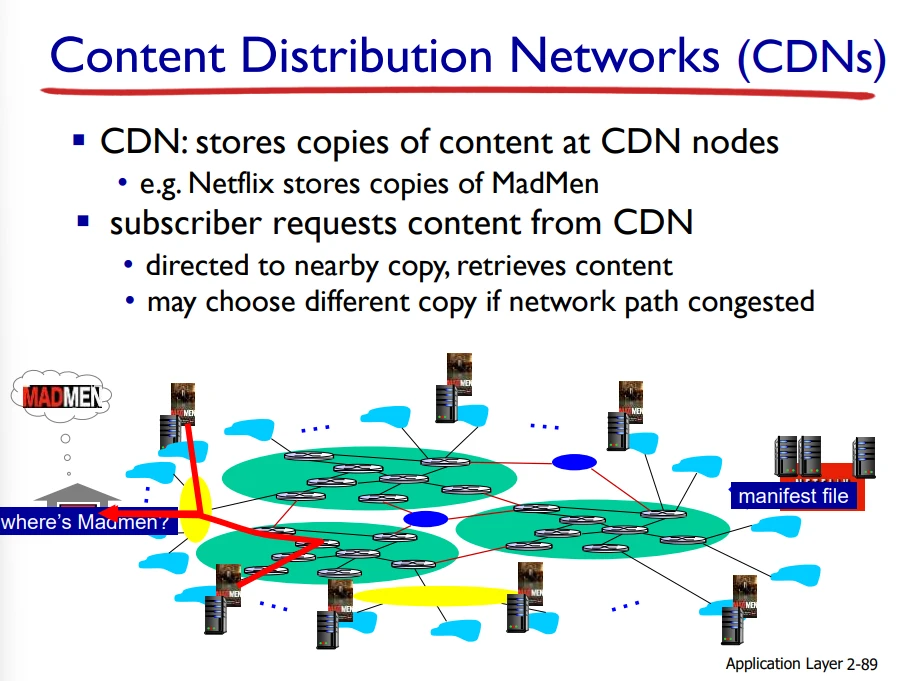 Content Distribution Networks (CDNs)
CDN: stores copies of content at CDN nodes
e.g. Netflix stores copies of MadMen
subscriber requests content from CDN
directed to nearby copy, retrieves content
may choose different copy if network path congested
MADMEN
manifest file
where's Madmen?
Application Layer 2-89